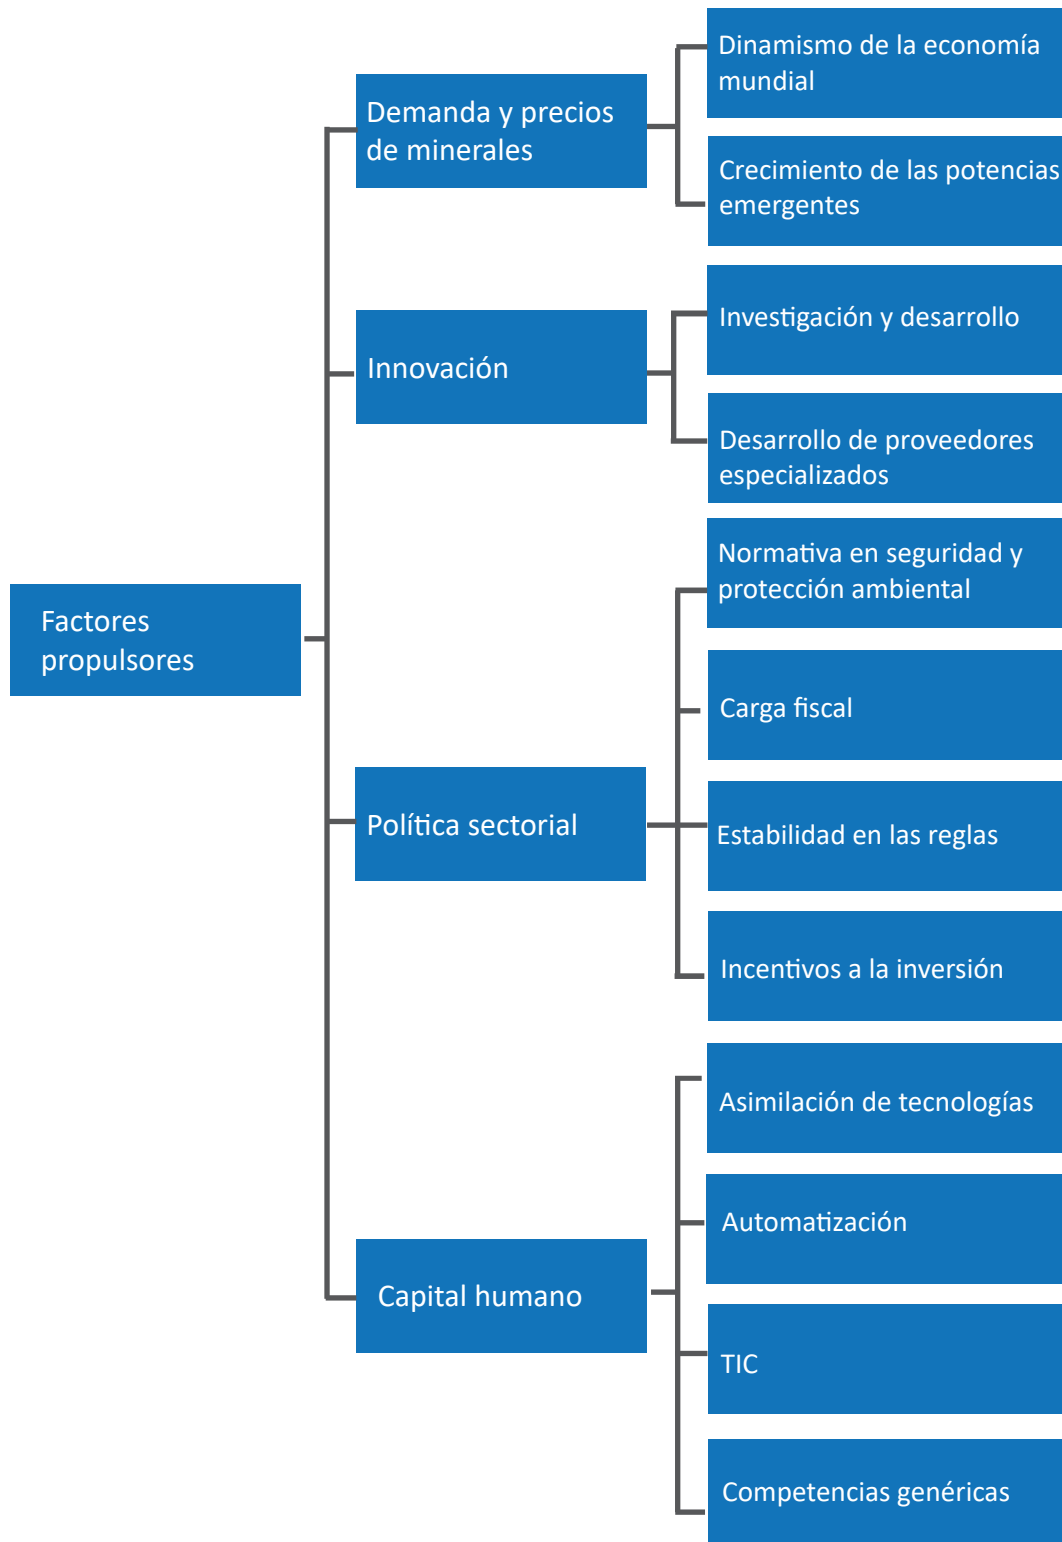 Factores
propulsores
Demanda y precios
de minerales
Dinamismo de la economía
mundial
Crecimiento de las potencias
emergentes
Innovación
Investigación y desarrollo
Desarrollo de proveedores
especializados
Política sectorial
Normativa en seguridad y
protección ambiental
Carga fiscal
Estabilidad en las reglas
Incentivos a la inversión
Capital humano
Asimilación de tecnologías
Automatización
TIC
Competencias genéricas